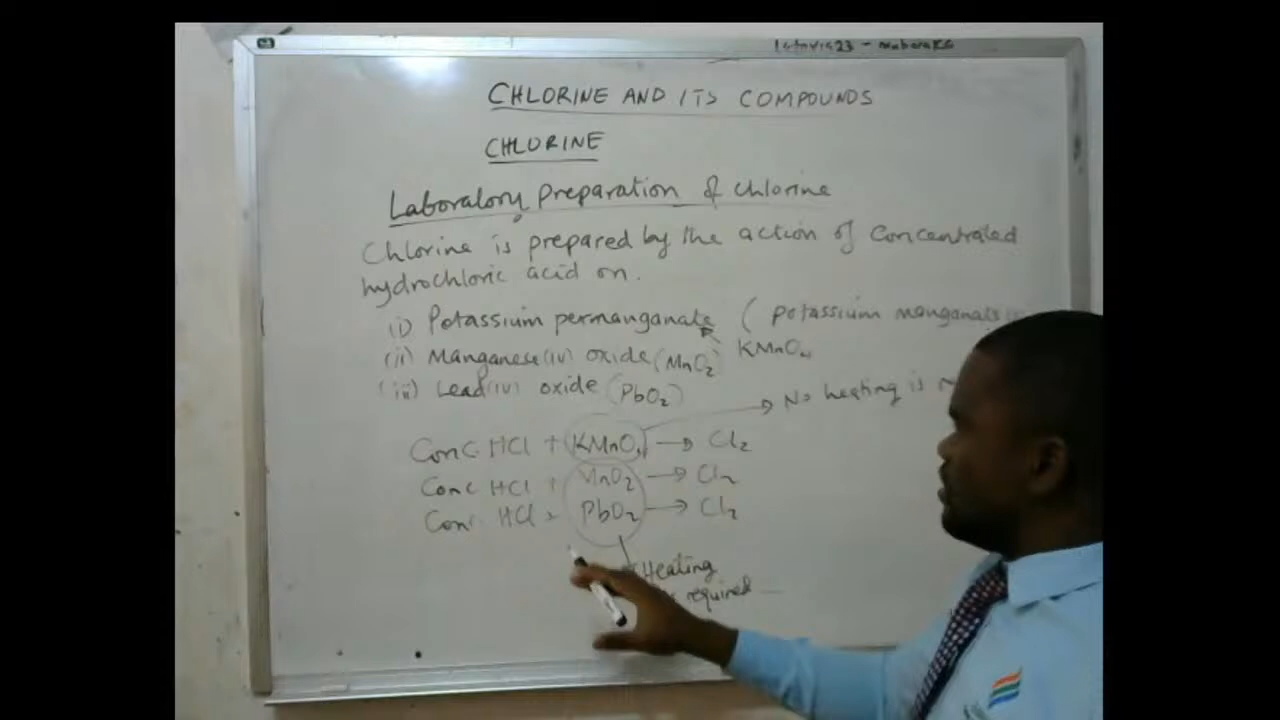 CHLORINE AND ITS COMPOUNDS
CHLORINE
Laboratory preparation of chlorine
Chlorine is prepared by the action of concentrated
hydrochloric acid on.
(i) Potassium permanganate (potassium manganate
KMnO₄
(ii) Manganese(iv) oxide (MnO₂)
(iii) Lead(iv) oxide (PbO₂)
No heating is
Conc. HCl + KMnO₄ → Cl₂
Conc HCl + MnO₂ → Cl₂
Conc. HCl + PbO₂ → Cl₂
Heating
required